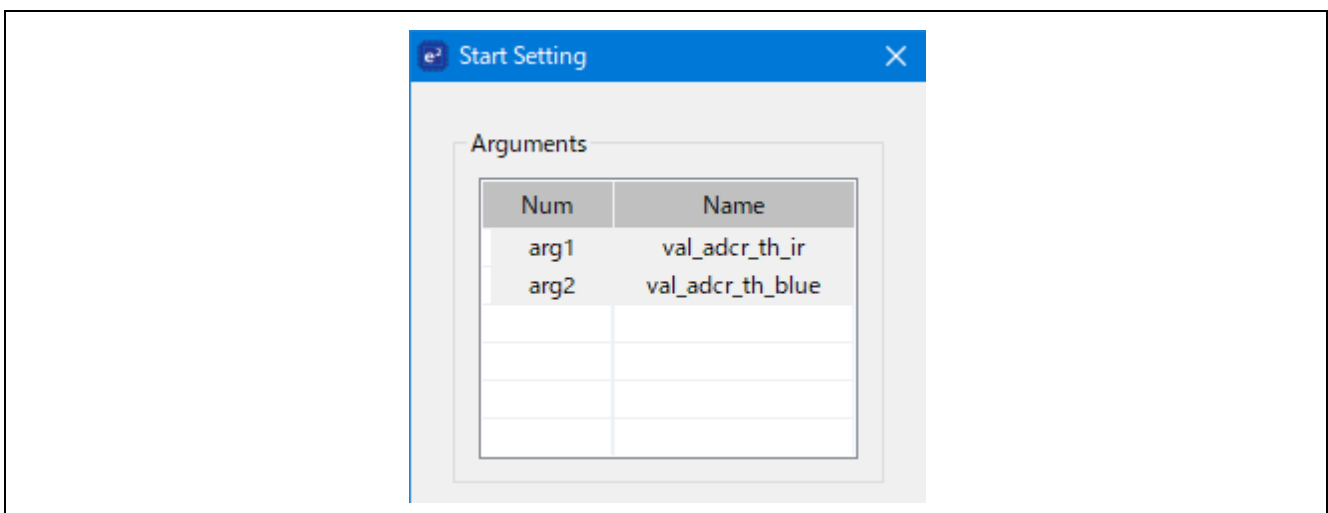 e² Start Setting
Arguments
Num Name
arg1 val_adcr_th_ir
arg2 val_adcr_th_blue